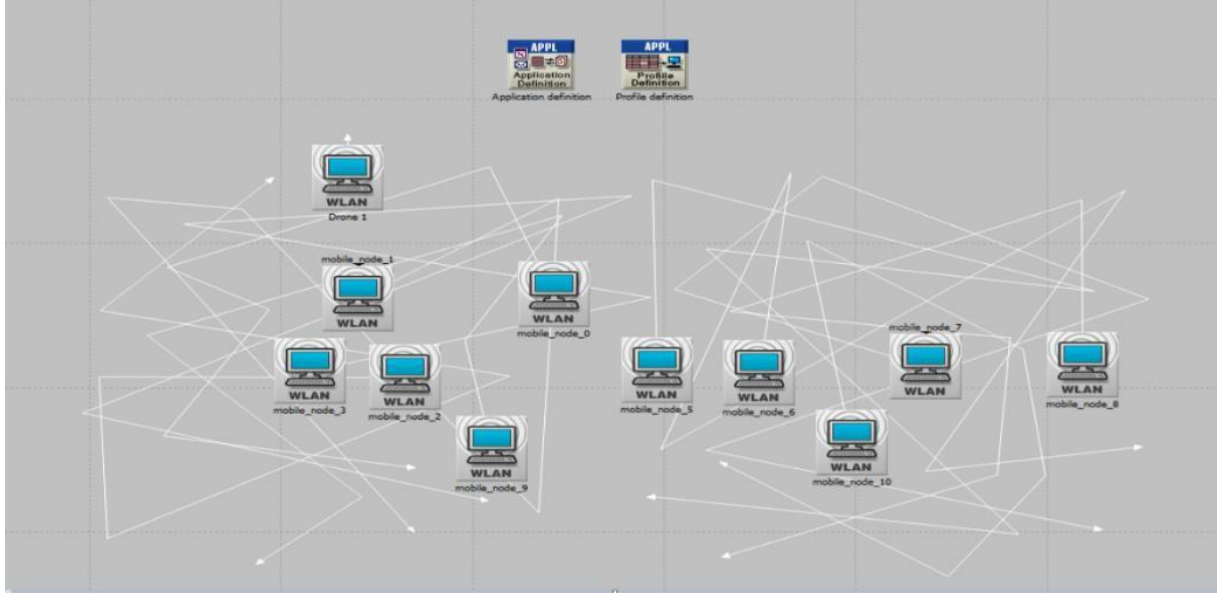 APPL
Application
Definition
Application definition
APPL
Profile
Definition
Profile definition
WLAN
Drone 1
mobile_node_1
WLAN
WLAN
mobile_node_0
WLAN
mobile_node_3
WLAN
mobile_node_2
WLAN
mobile_node_9
WLAN
mobile_node_5
WLAN
mobile_node_6
mobile_node_7
WLAN
WLAN
mobile_node_8
WLAN
mobile_node_10